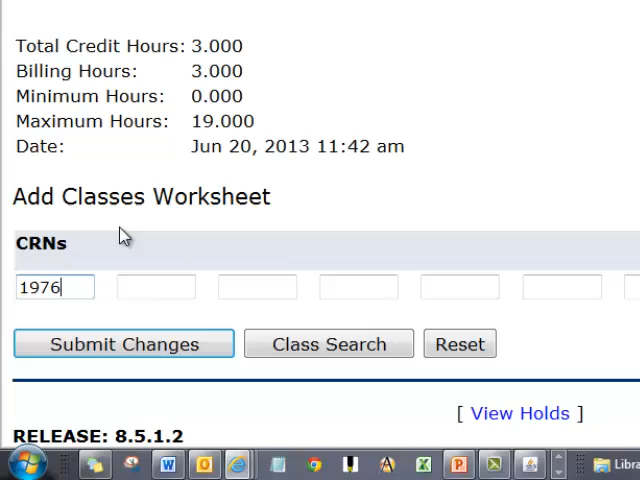 Total Credit Hours: 3.000
Billing Hours: 3.000
Minimum Hours: 0.000
Maximum Hours: 19.000
Date: Jun 20, 2013 11:42 am
Add Classes Worksheet
CRNs
1976
Submit Changes Class Search Reset
[ View Holds ]
RELEASE: 8.5.1.2
W O P X
Libra